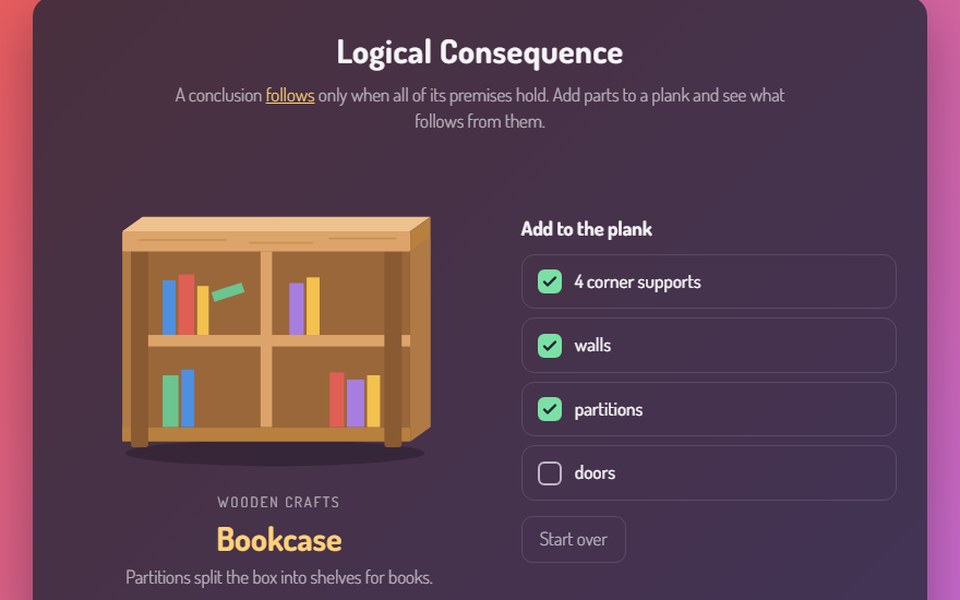 Logical Consequence
A conclusion follows only when all of its premises hold. Add parts to a plank and see what
follows from them.
Add to the plank
4 corner supports
walls
partitions
doors
Start over
WOODEN CRAFTS
Bookcase
Partitions split the box into shelves for books.